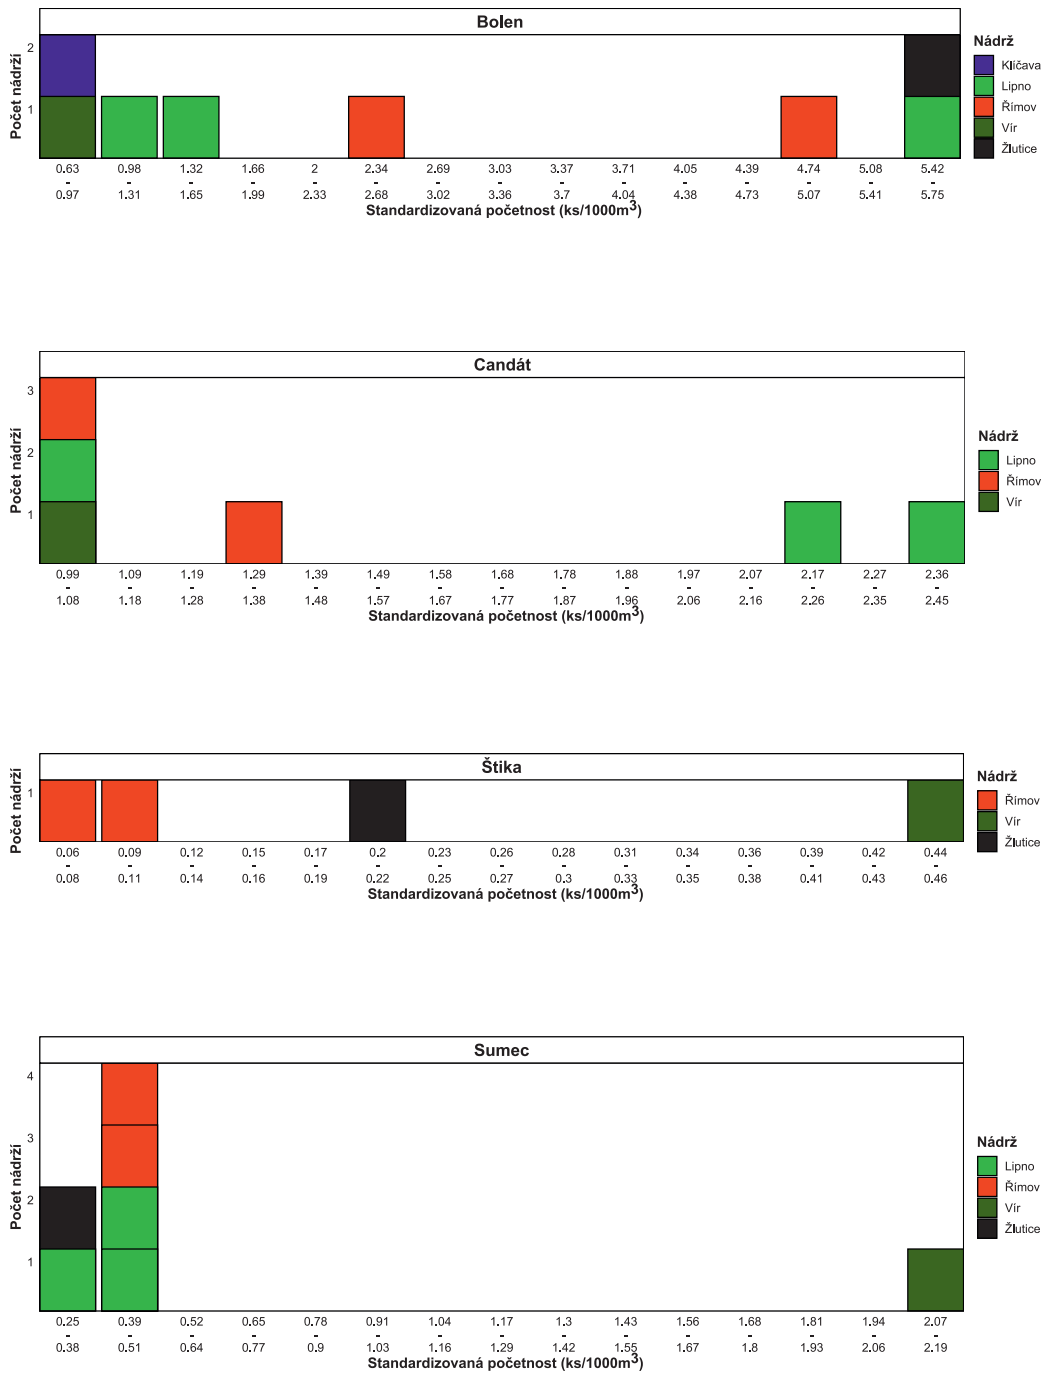 Bolen
Počet nádrží
2
1
0.63 0.98 1.32 1.66 2 2.34 2.69 3.03 3.37 3.71 4.05 4.39 4.74 5.08 5.42
- - - - - - - - - - - - - - -
0.97 1.31 1.65 1.99 2.33 2.68 3.02 3.36 3.7 4.04 4.38 4.73 5.07 5.41 5.75
Standardizovaná početnost (ks/1000m³)
Nádrž
Klíčava
Lipno
Římov
Vír
Žlutice
Candát
Počet nádrží
3
2
1
0.99 1.09 1.19 1.29 1.39 1.49 1.58 1.68 1.78 1.88 1.97 2.07 2.17 2.27 2.36
- - - - - - - - - - - - - - -
1.08 1.18 1.28 1.38 1.48 1.57 1.67 1.77 1.87 1.96 2.06 2.16 2.26 2.35 2.45
Standardizovaná početnost (ks/1000m³)
Nádrž
Lipno
Římov
Vír
Štika
Počet nádrží
1
0.06 0.09 0.12 0.15 0.17 0.2 0.23 0.26 0.28 0.31 0.34 0.36 0.39 0.42 0.44
- - - - - - - - - - - - - - -
0.08 0.11 0.14 0.16 0.19 0.22 0.25 0.27 0.3 0.33 0.35 0.38 0.41 0.43 0.46
Standardizovaná početnost (ks/1000m³)
Nádrž
Římov
Vír
Žlutice
Sumec
Počet nádrží
4
3
2
1
0.25 0.39 0.52 0.65 0.78 0.91 1.04 1.17 1.3 1.43 1.56 1.68 1.81 1.94 2.07
- - - - - - - - - - - - - - -
0.38 0.51 0.64 0.77 0.9 1.03 1.16 1.29 1.42 1.55 1.67 1.8 1.93 2.06 2.19
Standardizovaná početnost (ks/1000m³)
Nádrž
Lipno
Římov
Vír
Žlutice